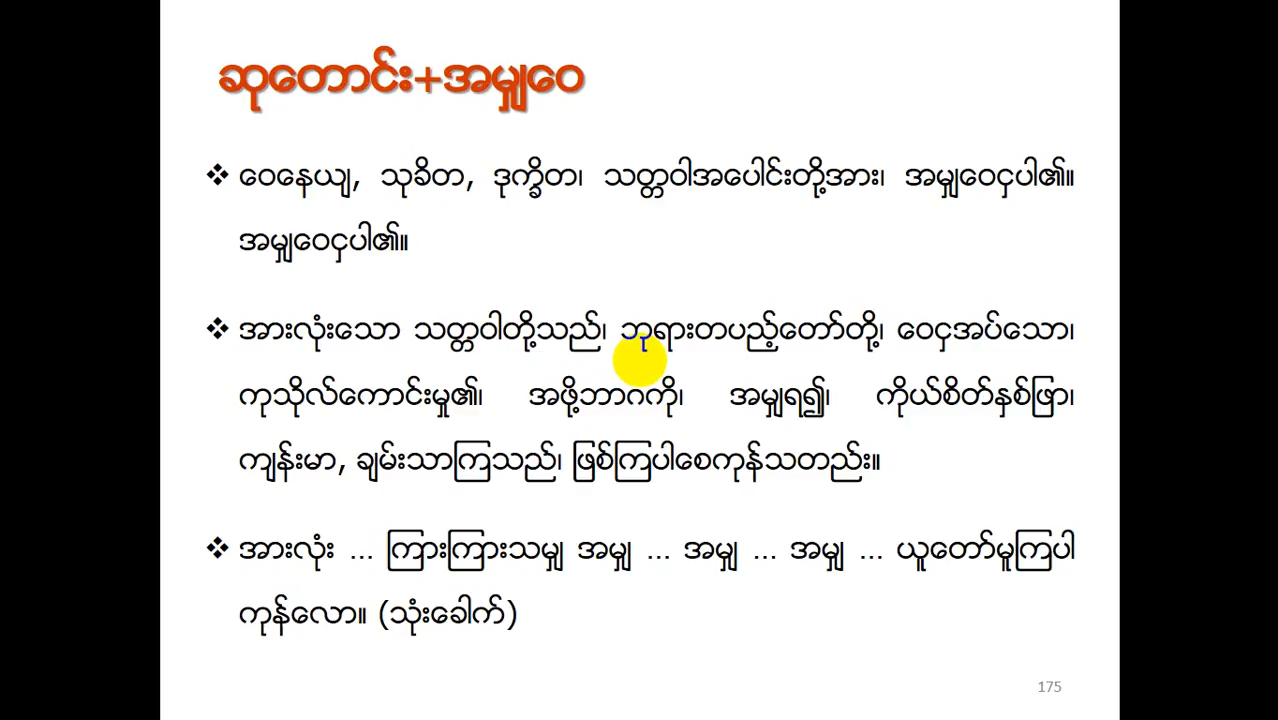 ဆုတောင်း+အမျှဝေ
❖ ဝေနေယျ, သုခိတ, ဒုက္ခိတ၊ သတ္တဝါအပေါင်းတို့အား၊ အမျှဝေငှပါ၏။
အမျှဝေငှပါ၏။
❖ အားလုံးသော သတ္တဝါတို့သည်၊ ဘုရားတပည့်တော်တို့၊ ဝေငှအပ်သော၊
ကုသိုလ်ကောင်းမှု၏၊ အဖို့ဘာဂကို၊ အမျှရ၍၊ ကိုယ်စိတ်နှစ်ဖြာ၊
ကျန်းမာ, ချမ်းသာကြသည်၊ ဖြစ်ကြပါစေကုန်သတည်း။
❖ အားလုံး ... ကြားကြားသမျှ အမျှ ... အမျှ ... အမျှ ... ယူတော်မူကြပါ
ကုန်လော။ (သုံးခေါက်)
175